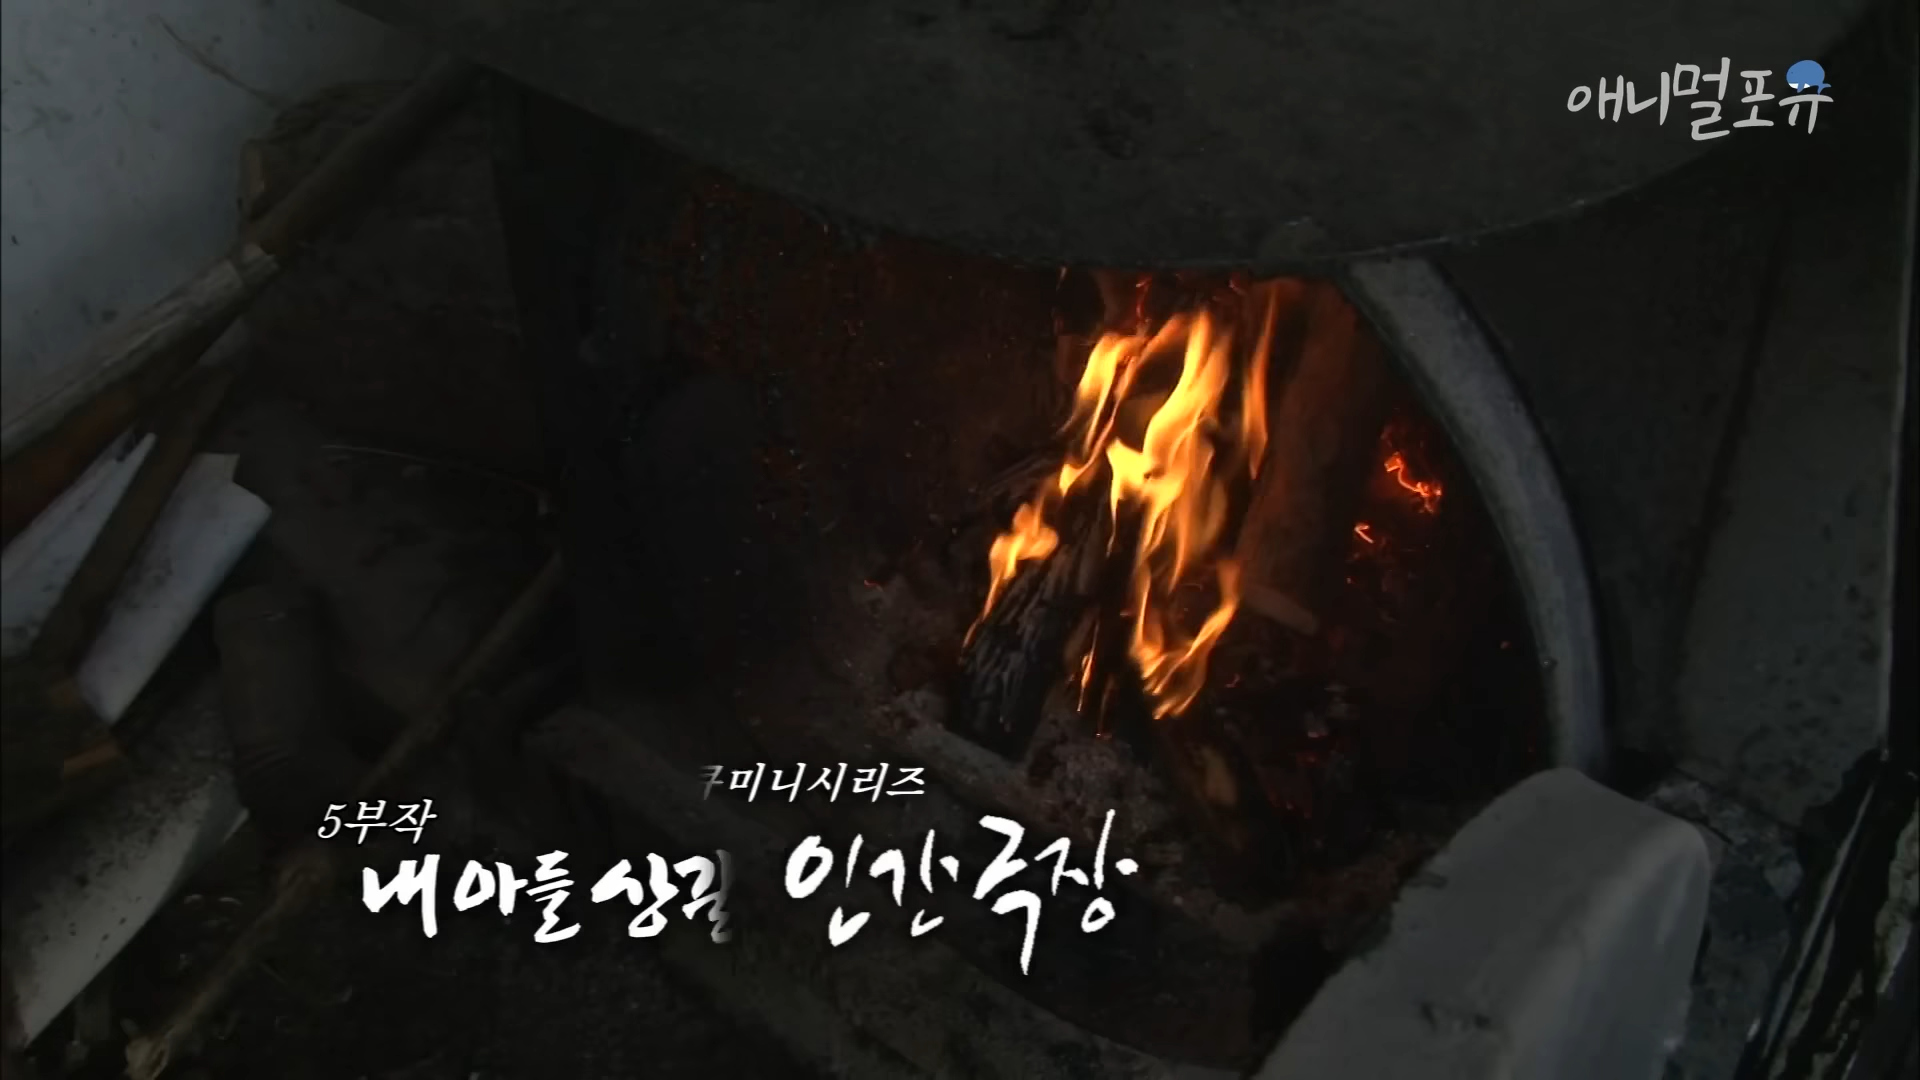 애니멀포유
미니시리즈
5부작
내 아들 상길
인간극장